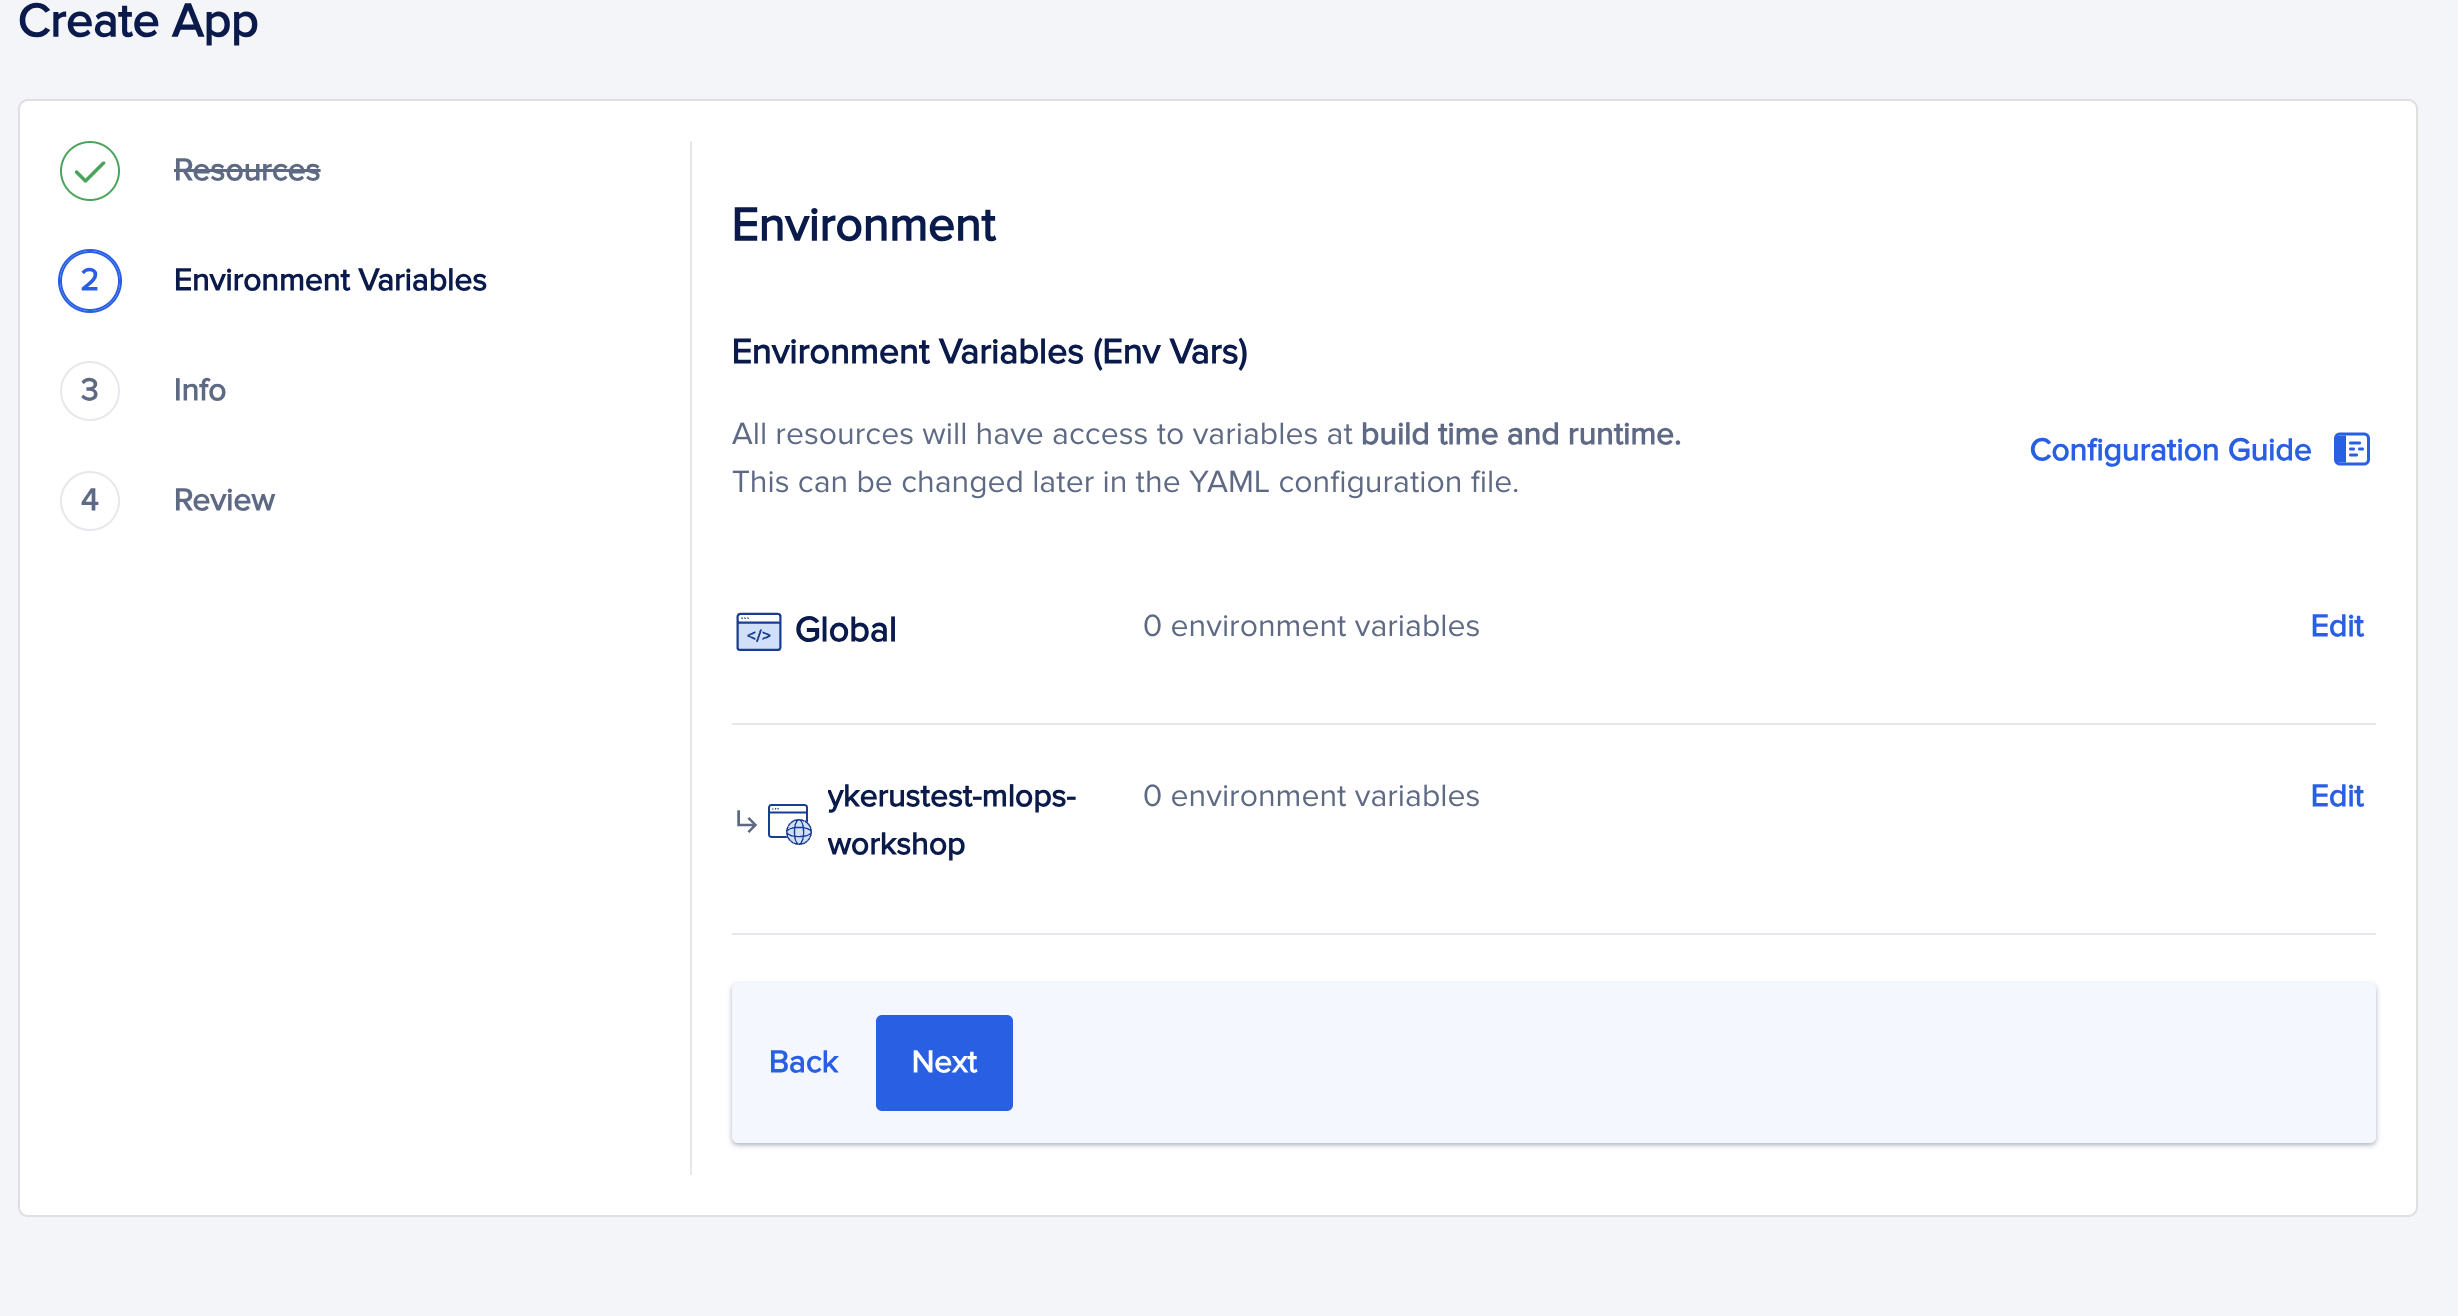 Create App
Resources
2 Environment Variables
3 Info
4 Review
Environment
Environment Variables (Env Vars)
All resources will have access to variables at build time and runtime.
This can be changed later in the YAML configuration file.
Configuration Guide
</> Global 0 environment variables Edit
ykerustest-mlops-
workshop
0 environment variables Edit
Back Next